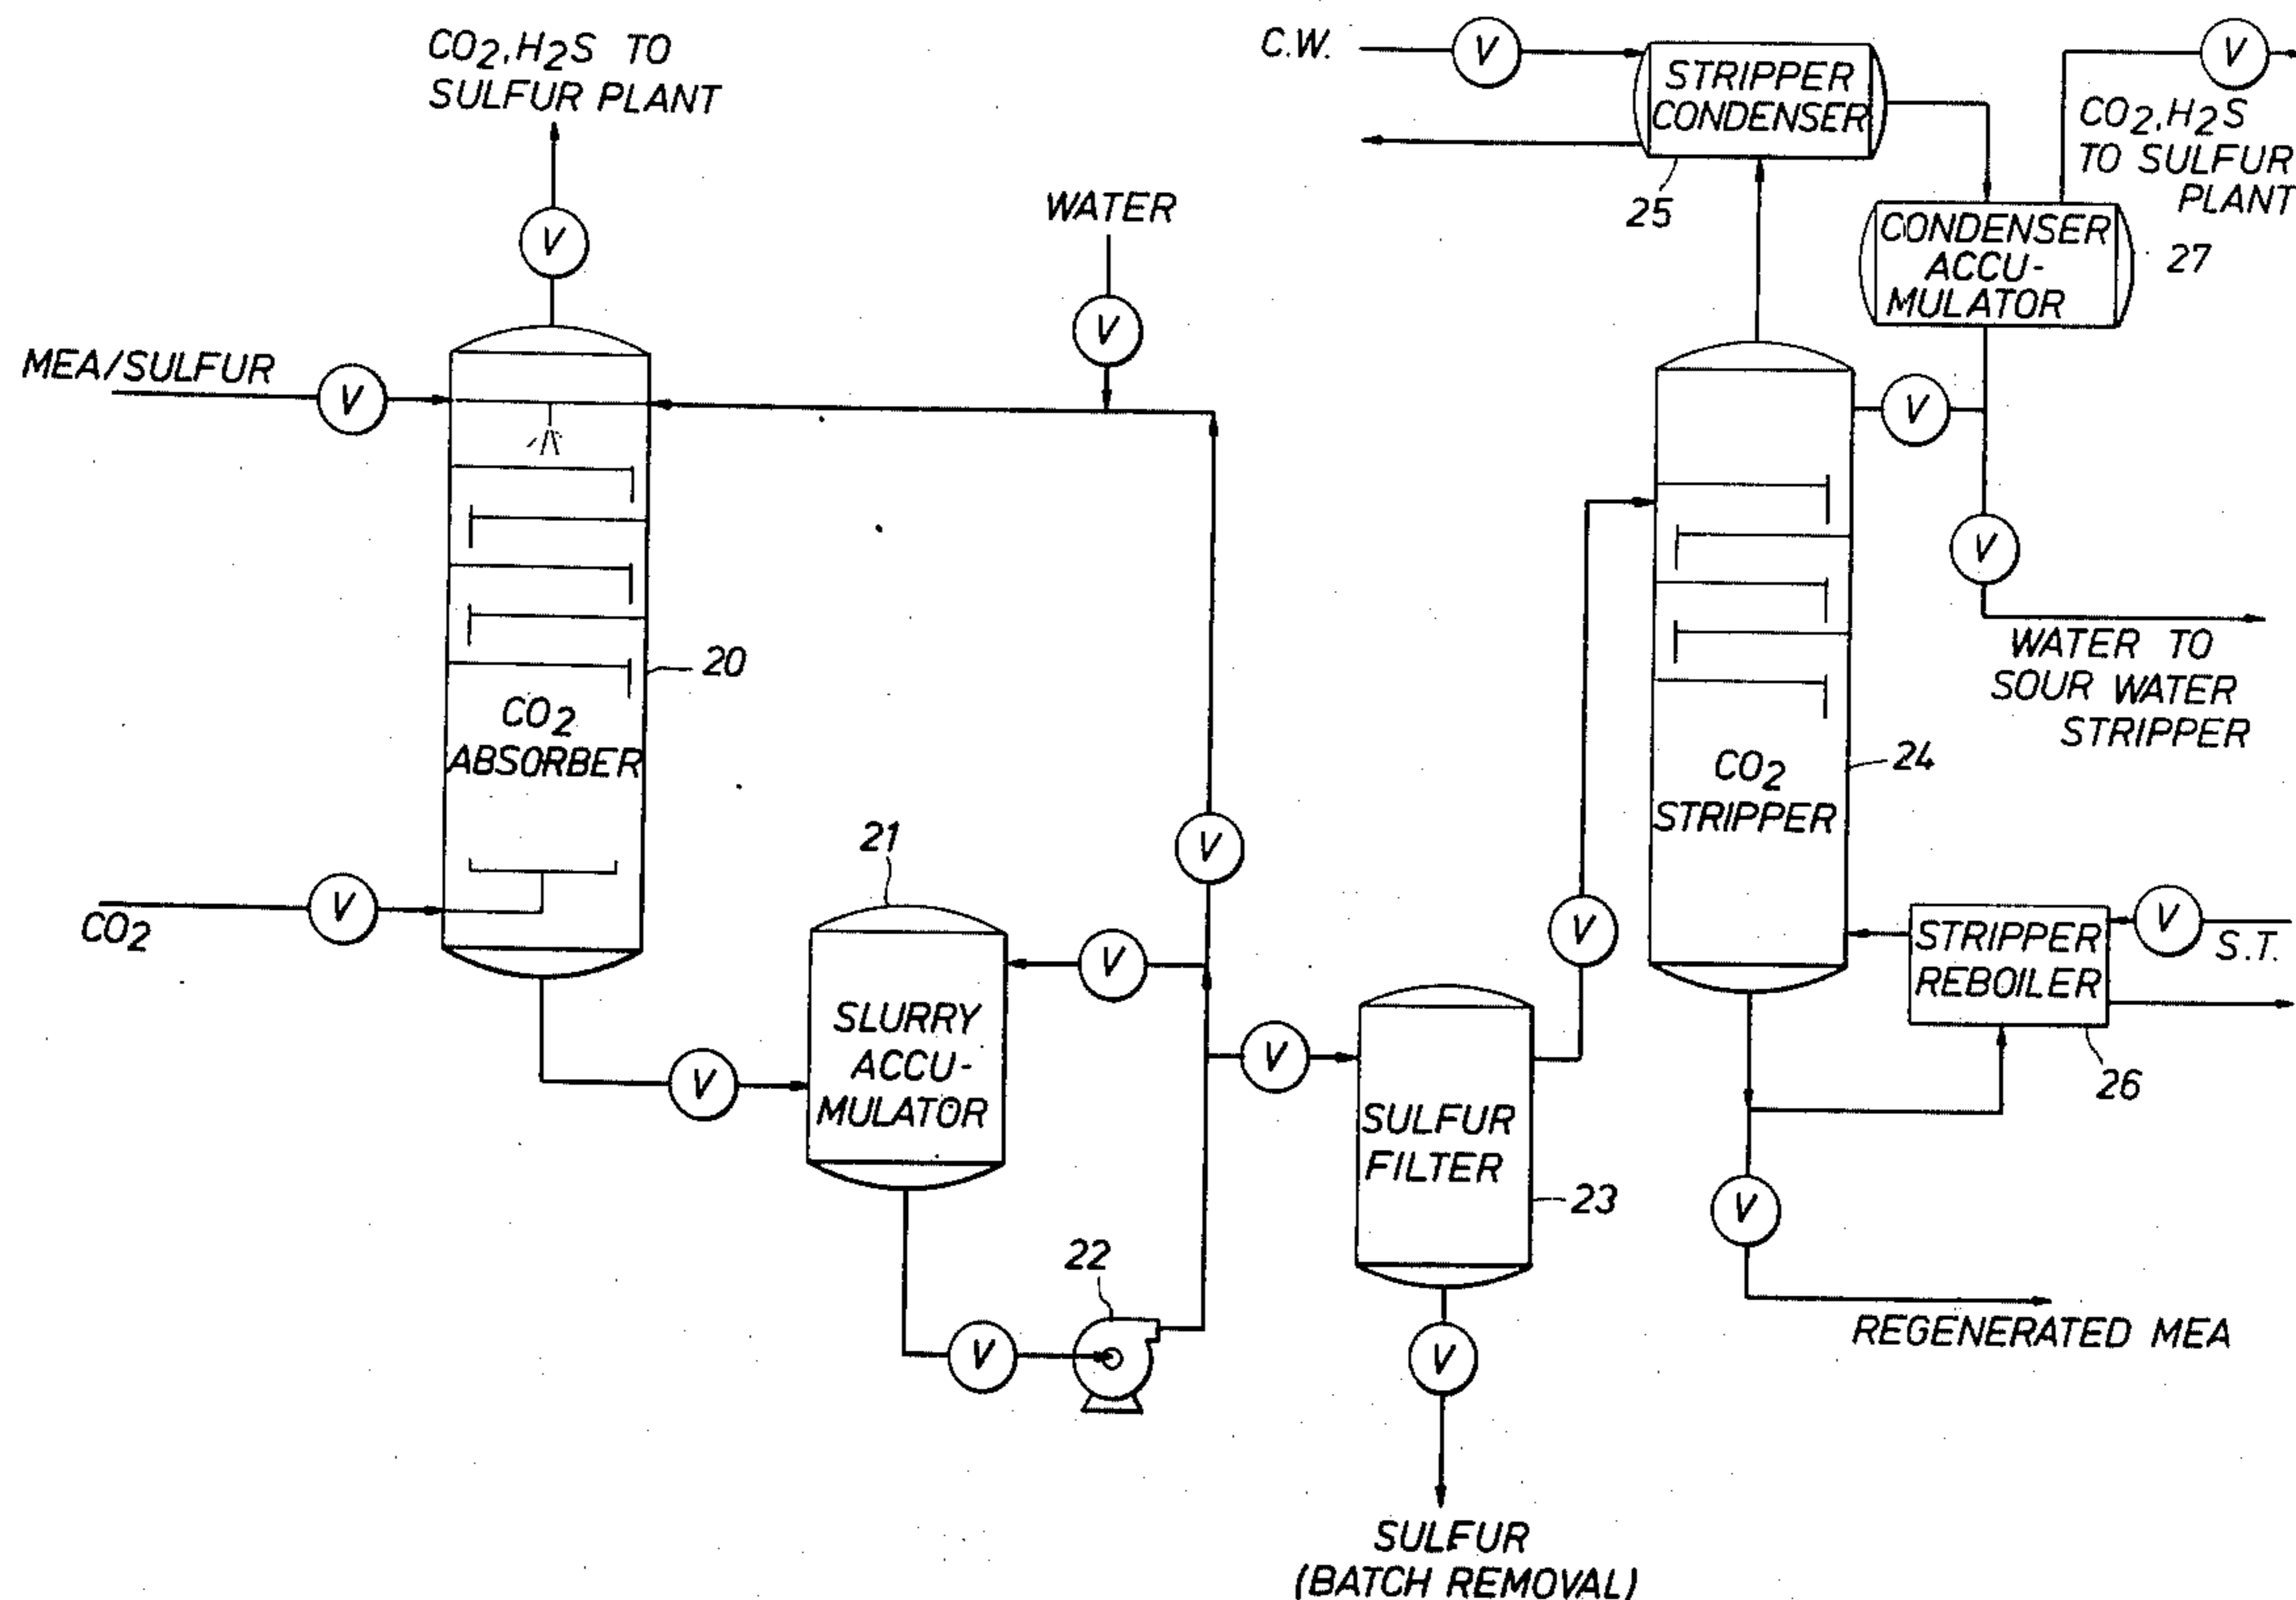 CO2, H2S TO
SULFUR PLANT
V
MEA/SULFUR
V
WATER
V
20
CO2
ABSORBER
CO2
V
21
SLURRY
ACCU-
MULATOR
V
V
V
V
22
V
SULFUR
FILTER
23
V
SULFUR
(BATCH REMOVAL)
V
C.W.
V
STRIPPER
CONDENSER
25
V
CO2, H2S
TO SULFUR
PLANT
CONDENSER
ACCU-
MULATOR
27
V
V
WATER TO
SOUR WATER
STRIPPER
24
CO2
STRIPPER
STRIPPER
REBOILER
V
S.T.
26
V
REGENERATED MEA